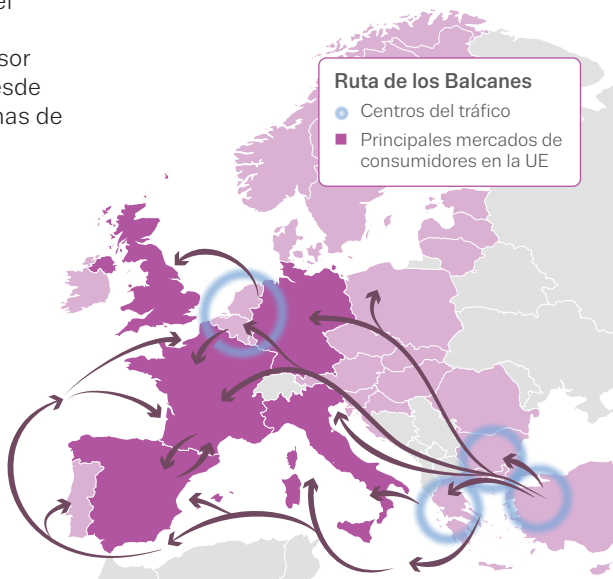 Ruta de los Balcanes
Centros del tráfico
Principales mercados de
consumidores en la UE